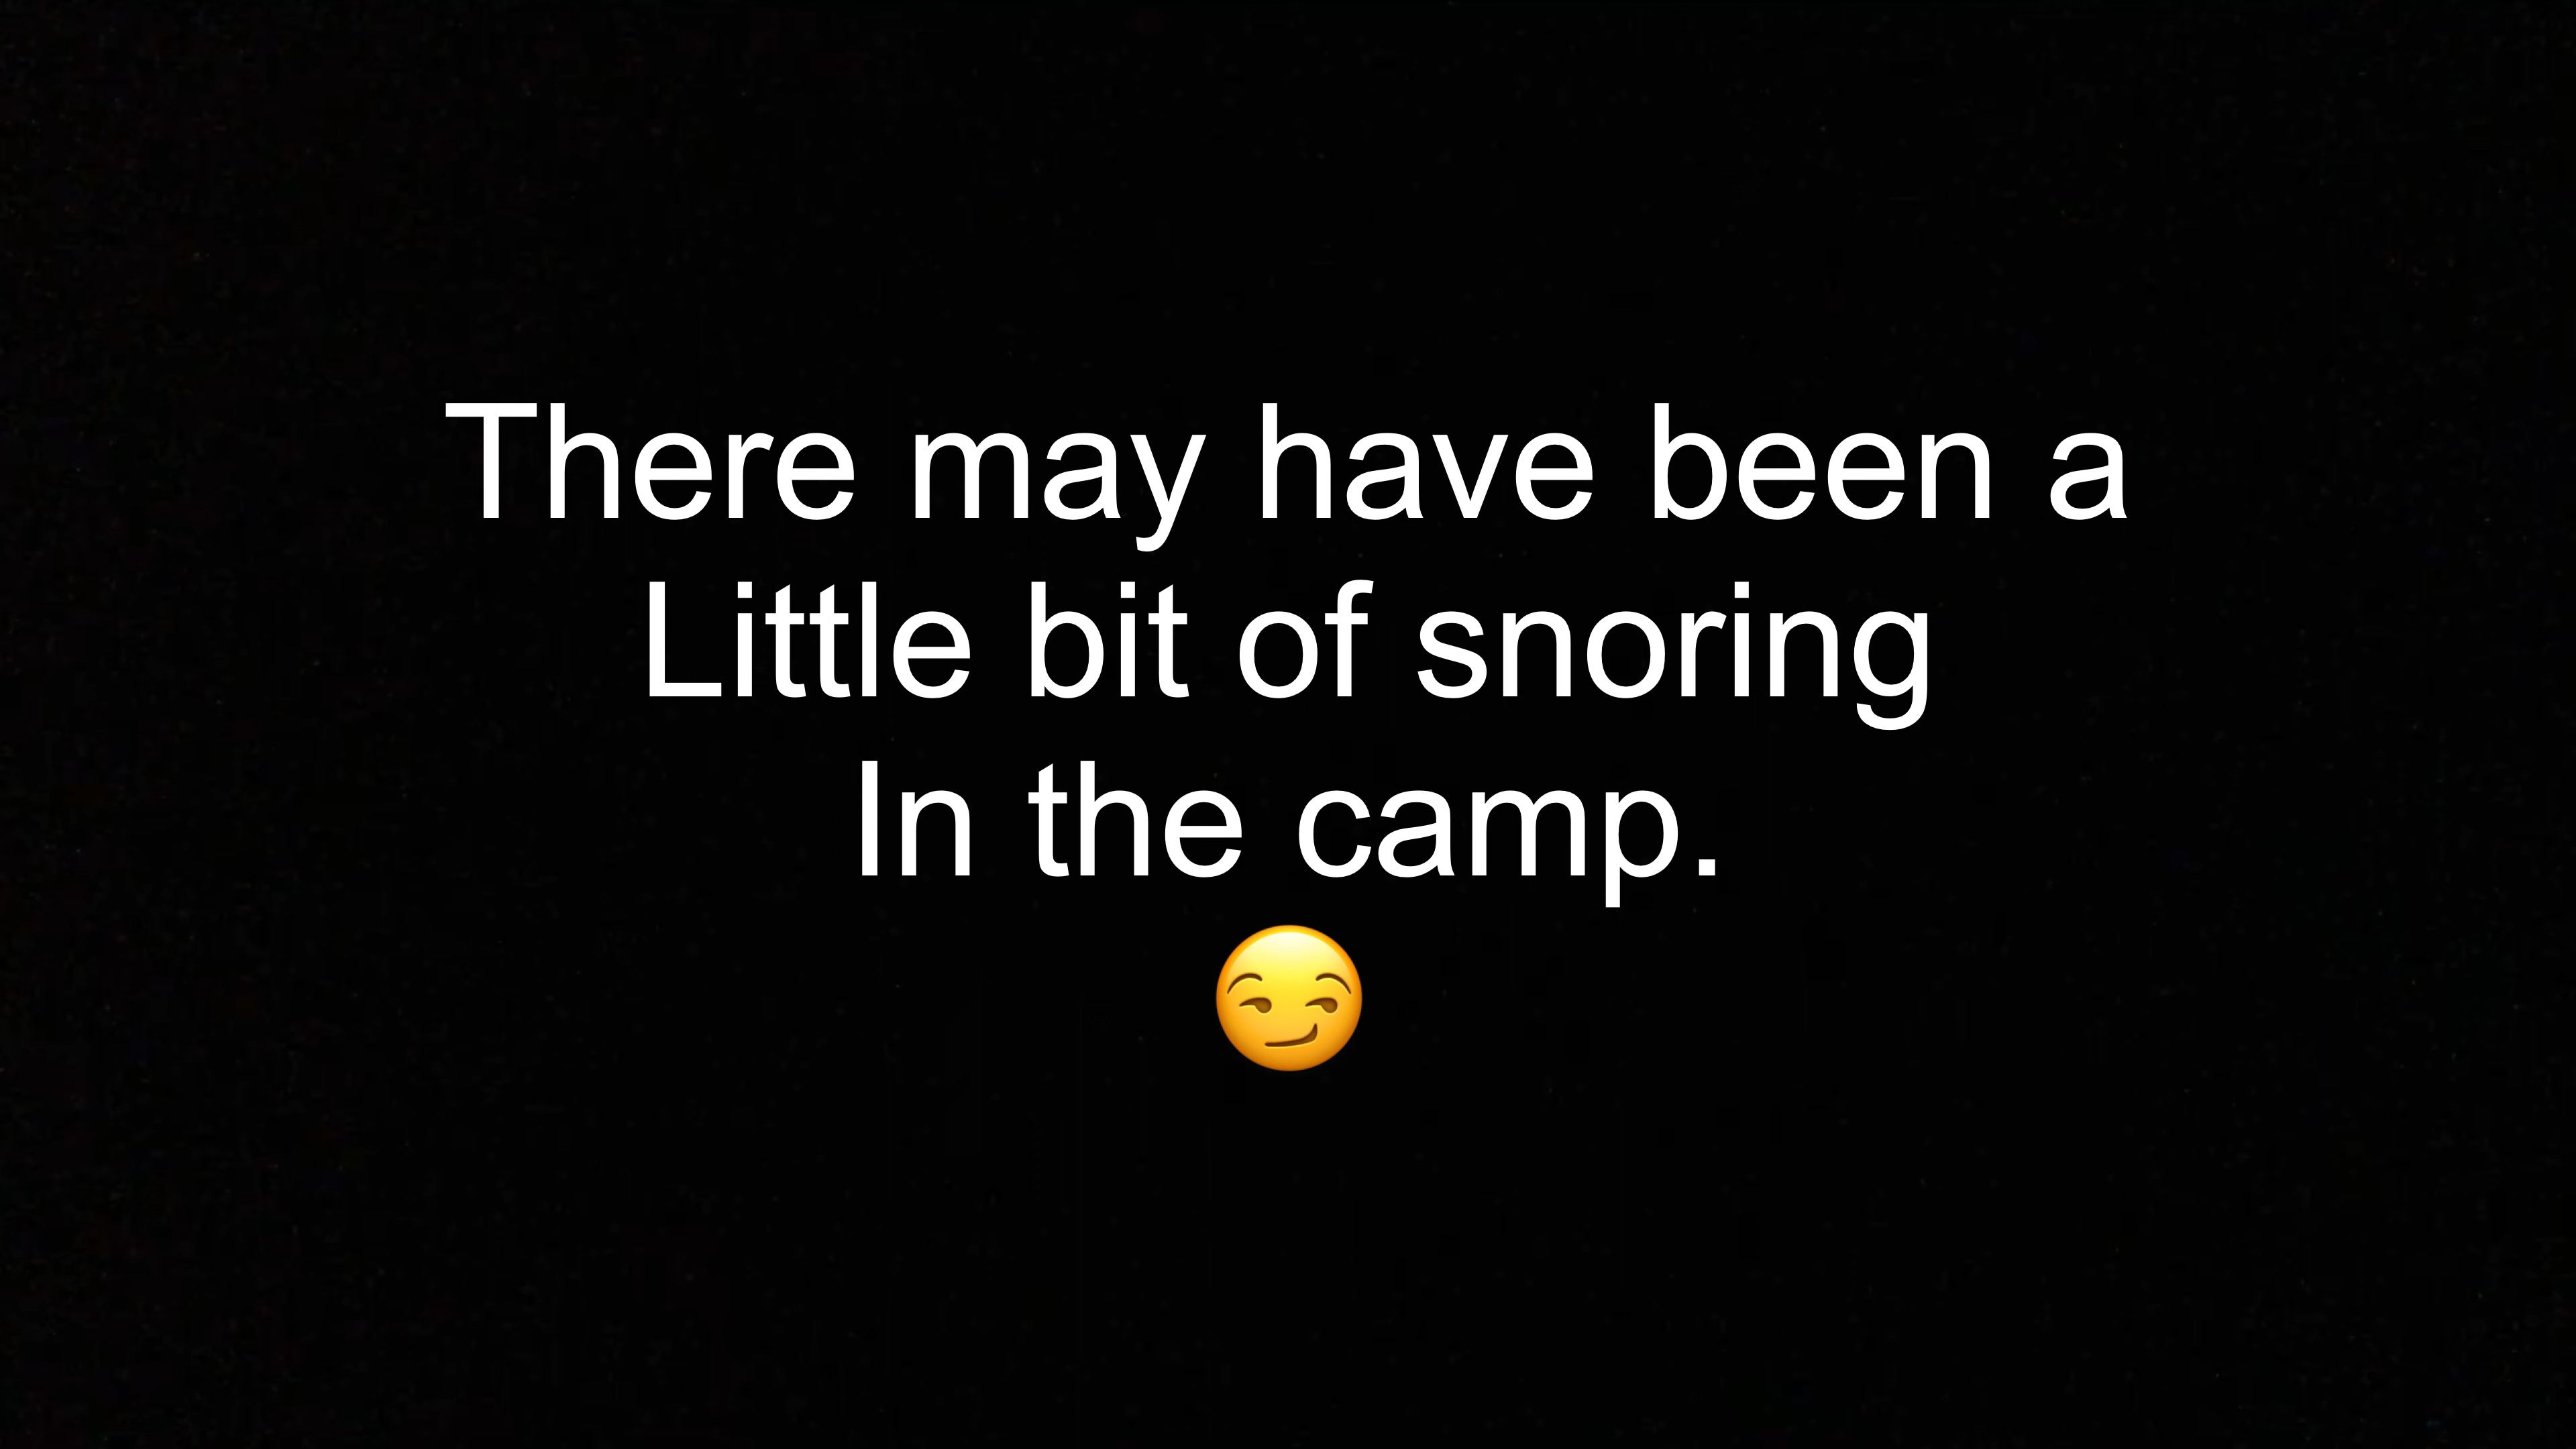 There may have been a
Little bit of snoring
In the camp.
😏